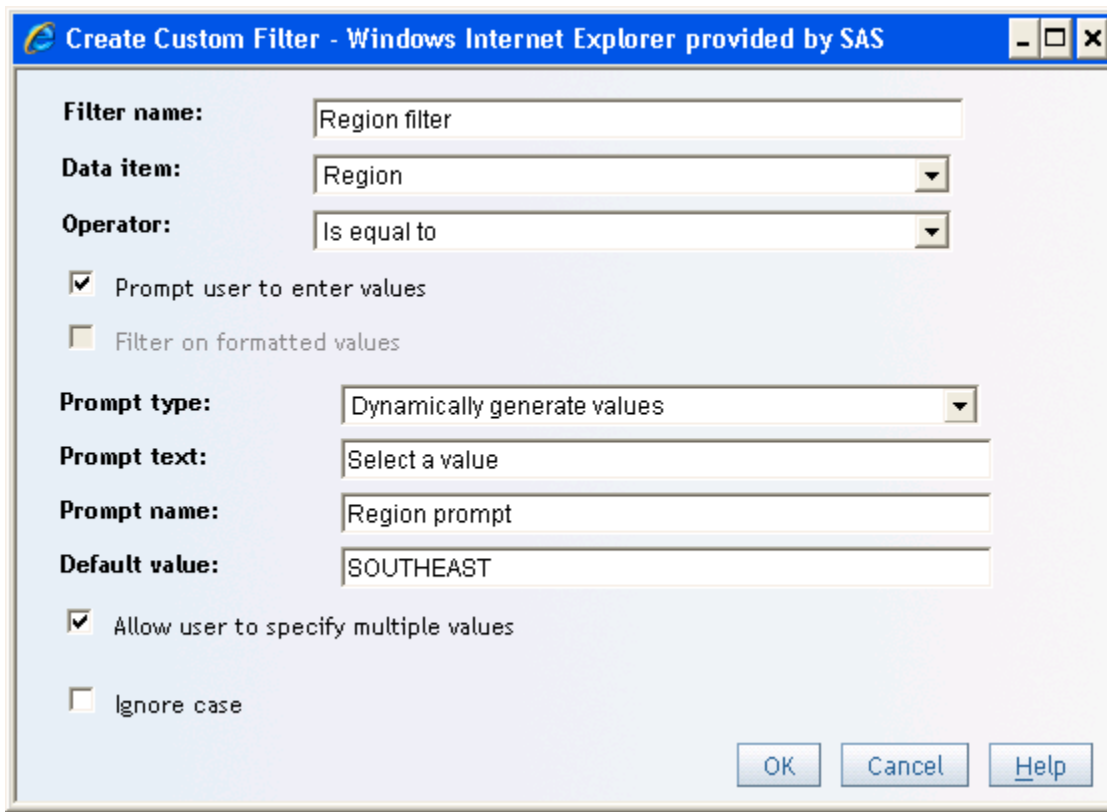 Create Custom Filter - Windows Internet Explorer provided by SAS
Filter name: Region filter
Data item: Region
Operator: Is equal to
Prompt user to enter values
Filter on formatted values
Prompt type: Dynamically generate values
Prompt text: Select a value
Prompt name: Region prompt
Default value: SOUTHEAST
Allow user to specify multiple values
Ignore case
OK Cancel Help